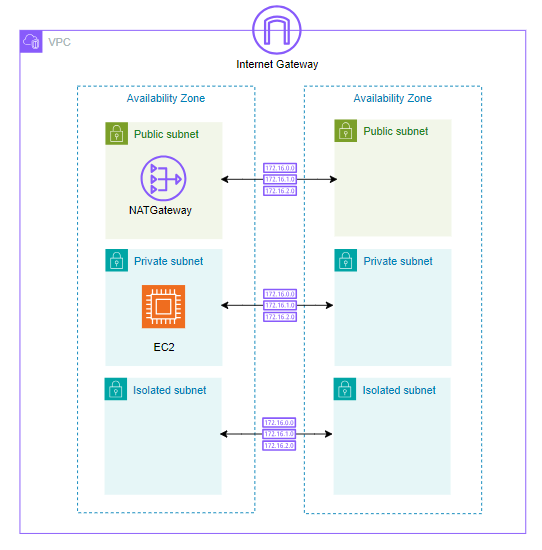 VPC
Internet Gateway
Availability Zone
Availability Zone
Public subnet
Public subnet
NATGateway
172.16.0.0
172.16.1.0
172.16.2.0
Private subnet
Private subnet
EC2
172.16.0.0
172.16.1.0
172.16.2.0
Isolated subnet
Isolated subnet
172.16.0.0
172.16.1.0
172.16.2.0